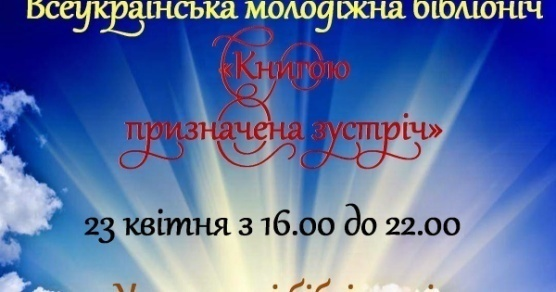 Всеукраїнська молодіжна бібліоніч
«Книгою
призначена зустріч»
23 квітня з 16.00 до 22.00